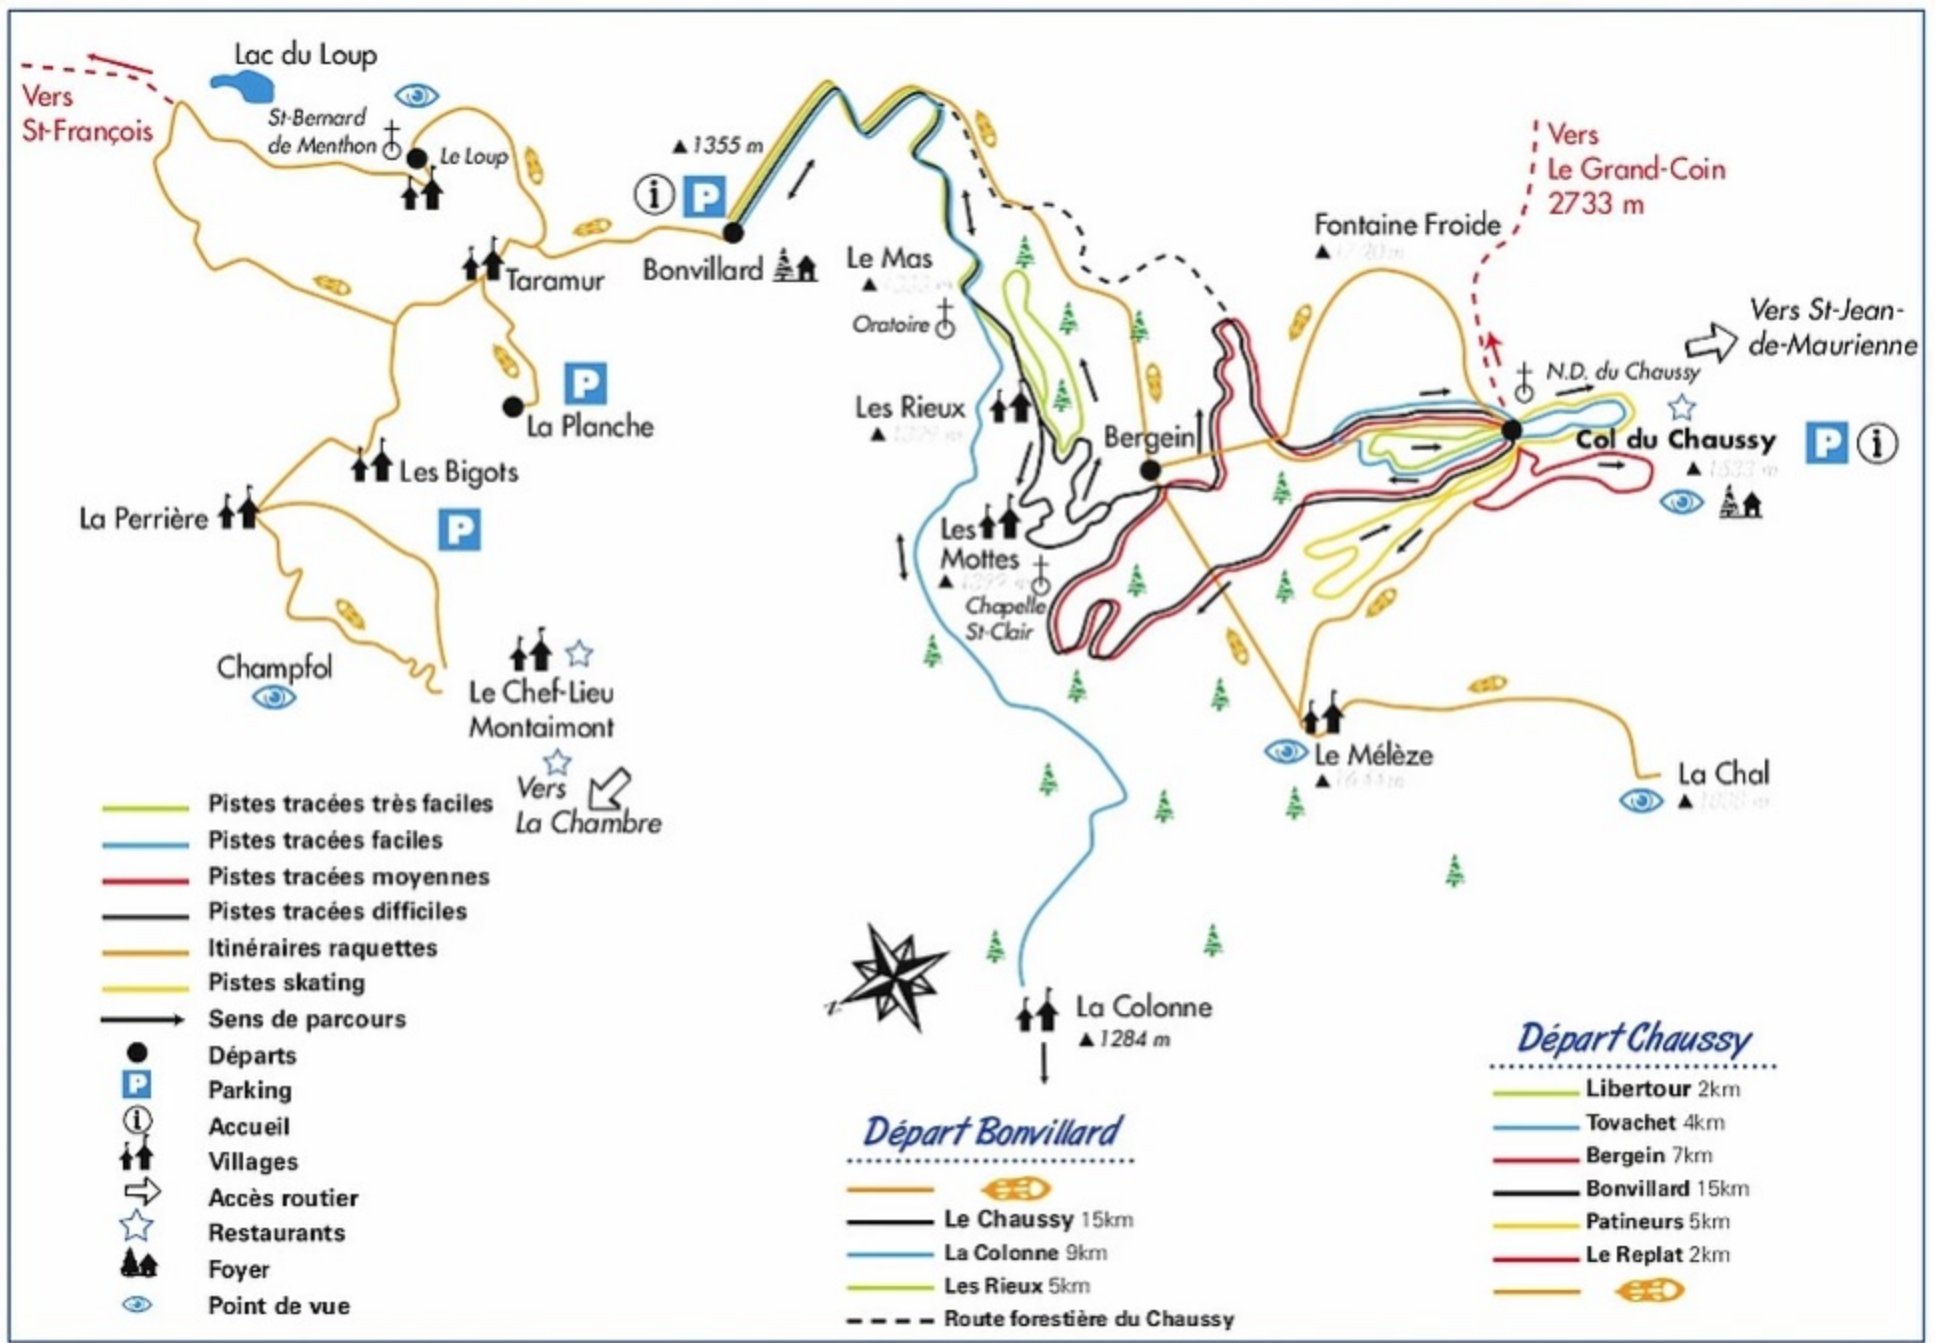 Lac du Loup
Vers
St-François
St-Bernard
de Menthon
Le Loup
▲1355 m
i
P
Bonvillard
Taramur
P
La Planche
Les Bigots
La Perrière
P
Champfol
Le Chef-Lieu
Montaimont
Vers
La Chambre
Le Mas
Oratoire
Les Rieux
Bergein
Les
Mottes
Chapelle
St-Clair
Fontaine Froide
Vers
Le Grand-Coin
2733 m
Vers St-Jean-
de-Maurienne
N.D. du Chaussy
Col du Chaussy
P
i
Le Mélèze
La Chal
La Colonne
▲1284 m
Pistes tracées très faciles
Pistes tracées faciles
Pistes tracées moyennes
Pistes tracées difficiles
Itinéraires raquettes
Pistes skating
Sens de parcours
Départs
P
Parking
i
Accueil
Villages
Accès routier
Restaurants
Foyer
Point de vue
Départ Bonvillard
Le Chaussy 15km
La Colonne 9km
Les Rieux 5km
Route forestière du Chaussy
Départ Chaussy
Libertour 2km
Tovachet 4km
Bergein 7km
Bonvillard 15km
Patineurs 5km
Le Replat 2km